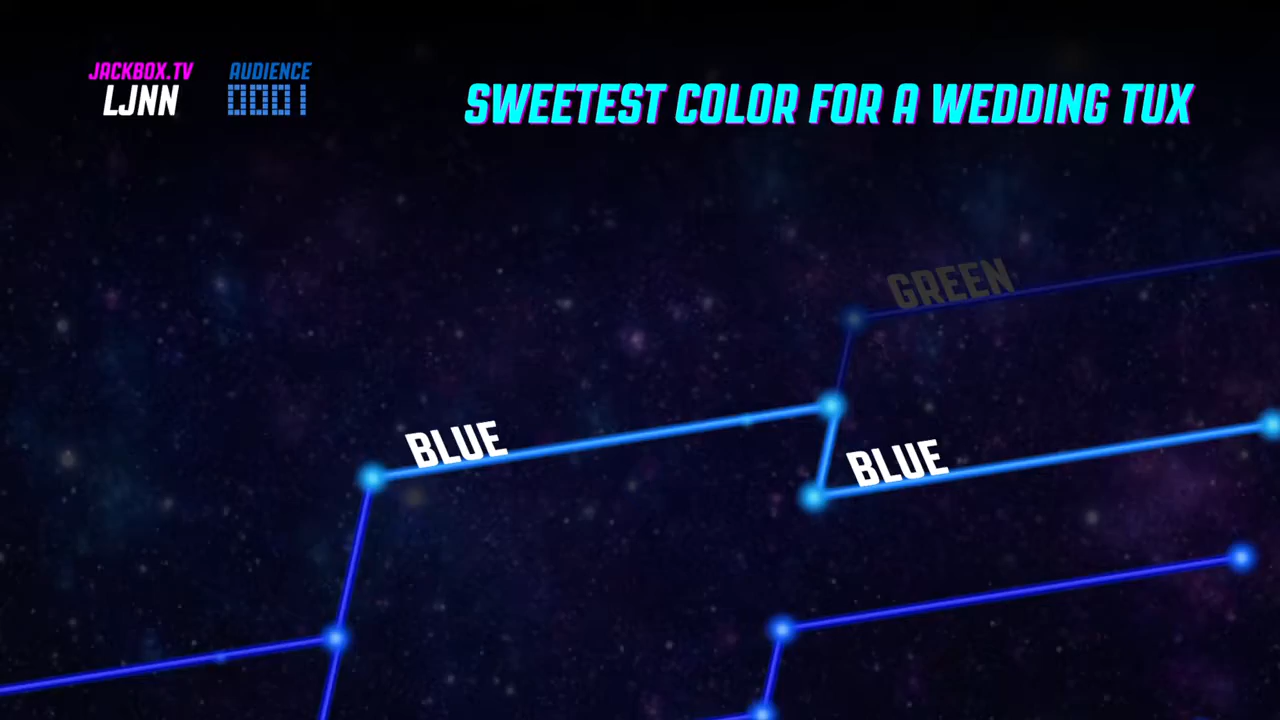 JACKBOX.TV
LJNN
AUDIENCE
0001
SWEETEST COLOR FOR A WEDDING TUX
GREEN
BLUE
BLUE